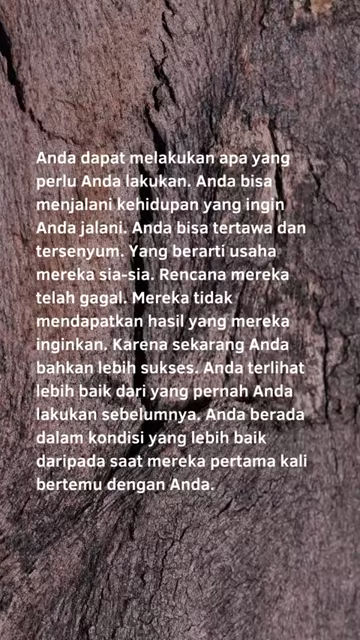 Anda dapat melakukan apa yang
perlu Anda lakukan. Anda bisa
menjalani kehidupan yang ingin
Anda jalani. Anda bisa tertawa dan
tersenyum. Yang berarti usaha
mereka sia-sia. Rencana mereka
telah gagal. Mereka tidak
mendapatkan hasil yang mereka
inginkan. Karena sekarang Anda
bahkan lebih sukses. Anda terlihat
lebih baik dari yang pernah Anda
lakukan sebelumnya. Anda berada
dalam kondisi yang lebih baik
daripada saat mereka pertama kali
bertemu dengan Anda.